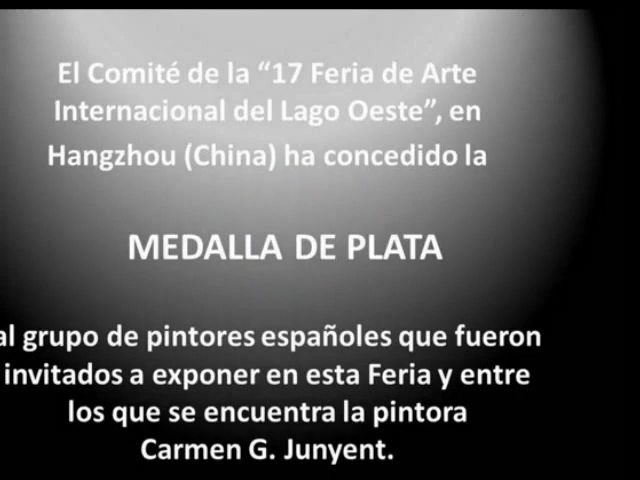 El Comité de la “17 Feria de Arte
Internacional del Lago Oeste”, en
Hangzhou (China) ha concedido la
MEDALLA DE PLATA
al grupo de pintores españoles que fueron
invitados a exponer en esta Feria y entre
los que se encuentra la pintora
Carmen G. Junyent.